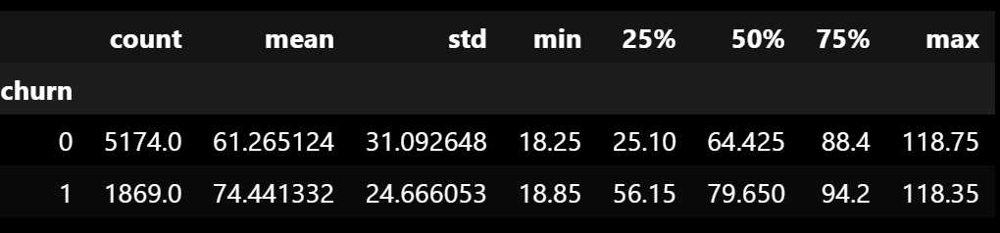 count mean std min 25% 50% 75% max
churn
0 5174.0 61.265124 31.092648 18.25 25.10 64.425 88.4 118.75
1 1869.0 74.441332 24.666053 18.85 56.15 79.650 94.2 118.35